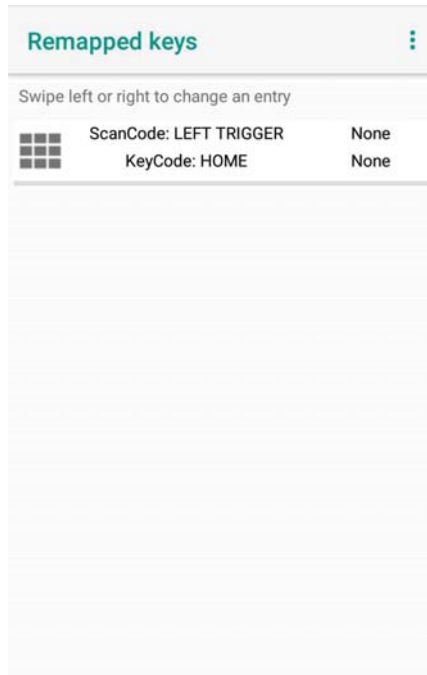 Remapped keys
Swipe left or right to change an entry
ScanCode: LEFT TRIGGER None
KeyCode: HOME None